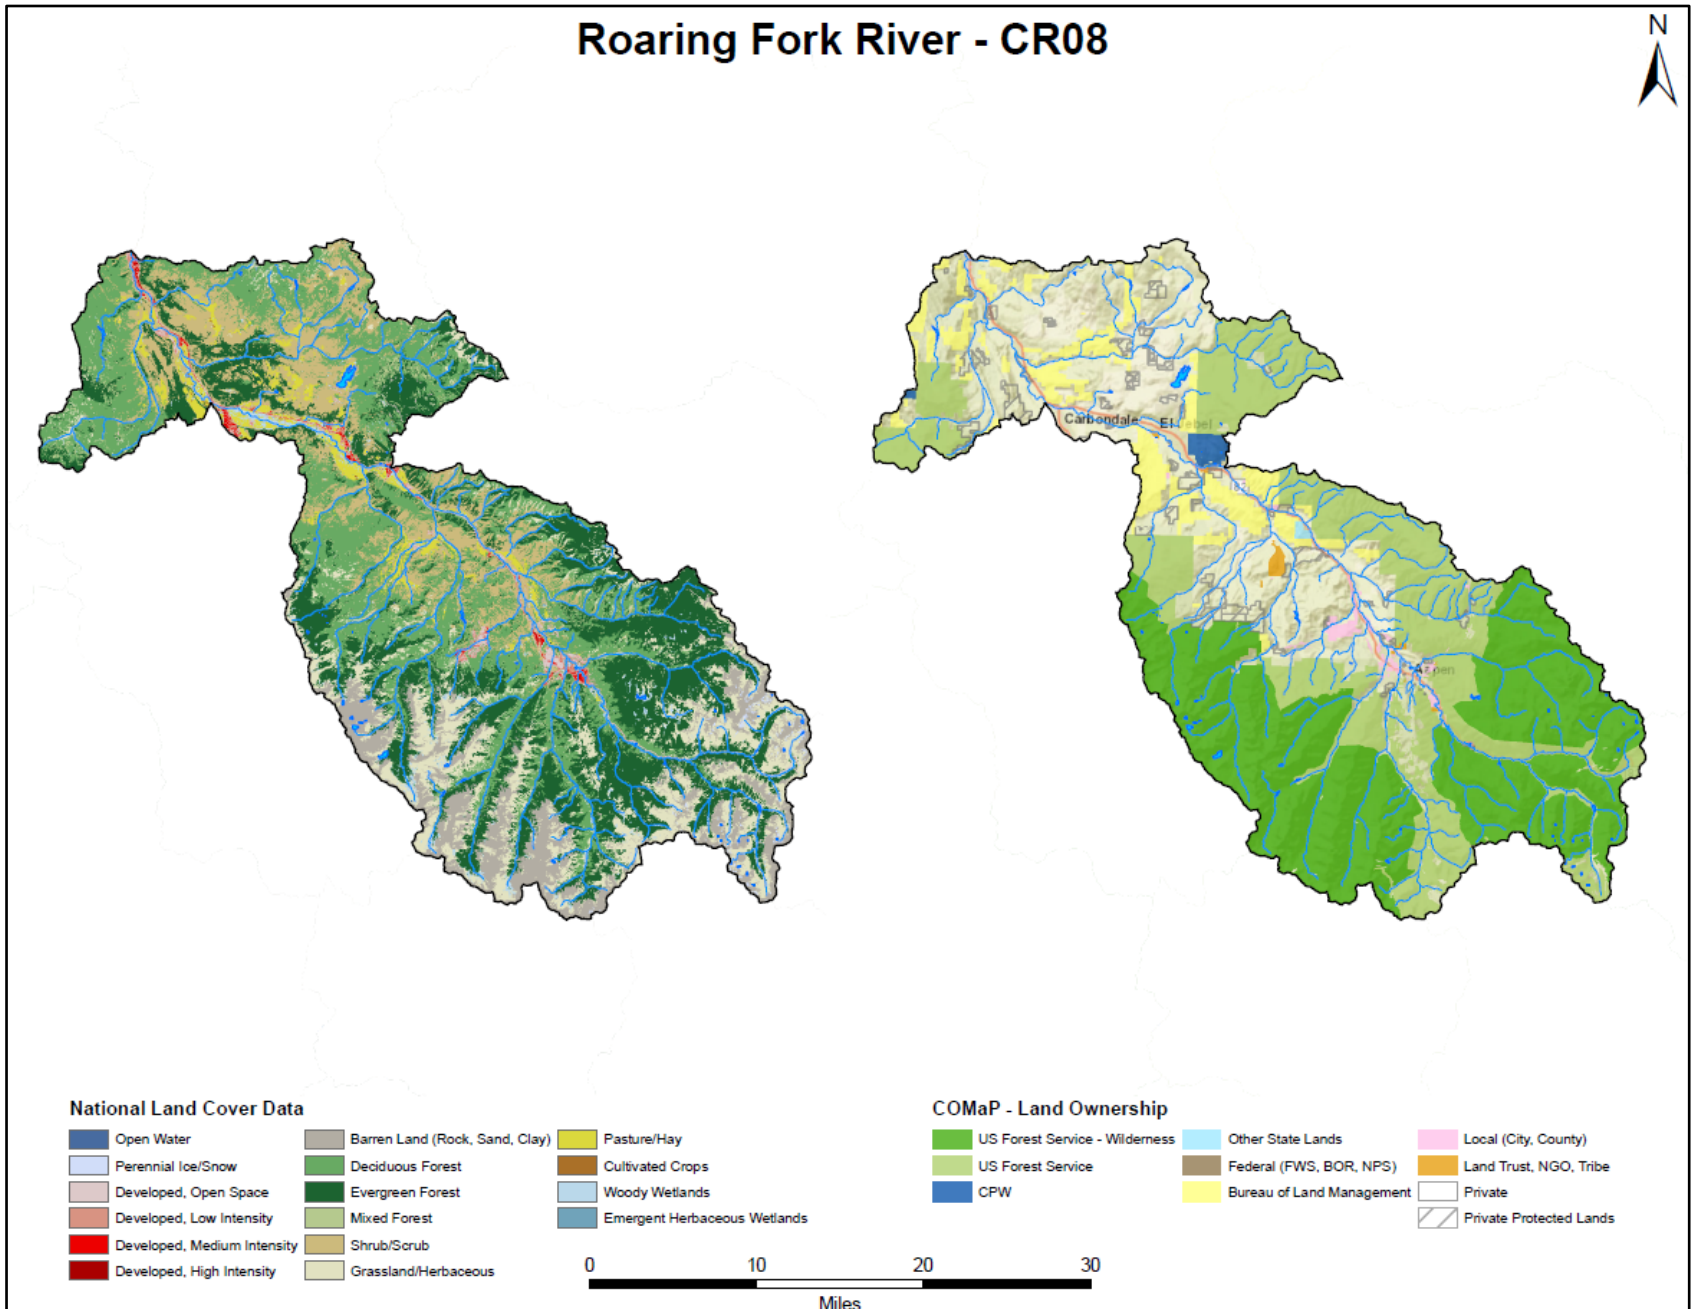 Roaring Fork River - CR08
N
Carbondale
El Jebel
82
Aspen
National Land Cover Data
Open Water
Perennial Ice/Snow
Developed, Open Space
Developed, Low Intensity
Developed, Medium Intensity
Developed, High Intensity
Barren Land (Rock, Sand, Clay)
Deciduous Forest
Evergreen Forest
Mixed Forest
Shrub/Scrub
Grassland/Herbaceous
Pasture/Hay
Cultivated Crops
Woody Wetlands
Emergent Herbaceous Wetlands
COMaP - Land Ownership
US Forest Service - Wilderness
US Forest Service
CPW
Other State Lands
Federal (FWS, BOR, NPS)
Bureau of Land Management
Local (City, County)
Land Trust, NGO, Tribe
Private
Private Protected Lands
0 10 20 30
Miles